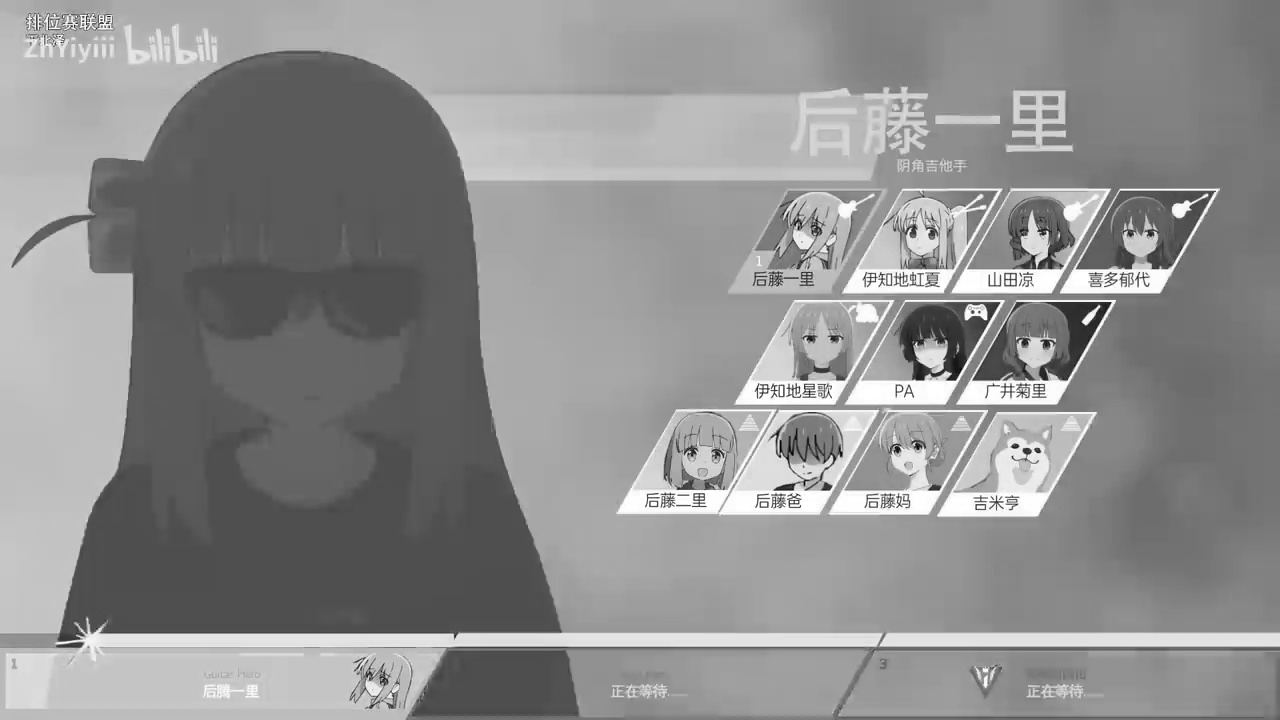 排位赛联盟
ZhYiyiii bilibili
后藤一里
阴角吉他手
1
后藤一里
伊知地虹夏
山田凉
喜多郁代
伊知地星歌
PA
广井菊里
后藤二里
后藤爸
后藤妈
吉米亨
1
Guitar Hero
后腾一里
正在等待......
3
正在等待......